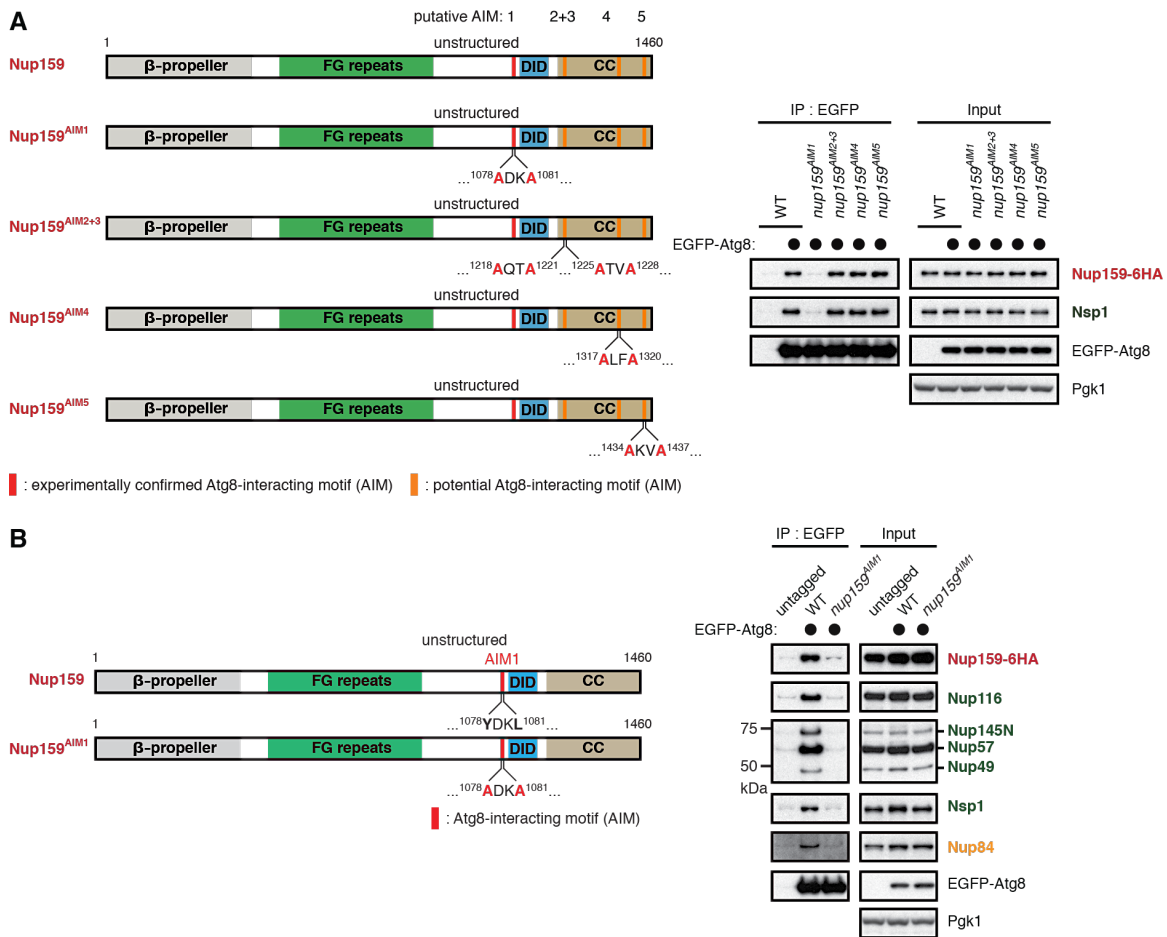 A
putative AIM: 1 2+3 4 5
unstructured
1 1460
Nup159 β-propeller FG repeats DID CC
unstructured
Nup159AIM1 β-propeller FG repeats DID CC
...1078ADKA1081...
unstructured
Nup159AIM2+3 β-propeller FG repeats DID CC
...1218AQTA1221...1225ATVA1228...
unstructured
Nup159AIM4 β-propeller FG repeats DID CC
...1317ALFA1320...
unstructured
Nup159AIM5 β-propeller FG repeats DID CC
...1434AKVA1437...
: experimentally confirmed Atg8-interacting motif (AIM) : potential Atg8-interacting motif (AIM)
IP : EGFP Input
WT nup159AIM1 nup159AIM2+3 nup159AIM4 nup159AIM5 WT nup159AIM1 nup159AIM2+3 nup159AIM4 nup159AIM5
EGFP-Atg8:
Nup159-6HA
Nsp1
EGFP-Atg8
Pgk1
B
unstructured
AIM1
1 1460
Nup159 β-propeller FG repeats DID CC
...1078YDKL1081...
1 1460
Nup159AIM1 β-propeller FG repeats DID CC
...1078ADKA1081...
: Atg8-interacting motif (AIM)
IP : EGFP Input
untagged WT nup159AIM1 untagged WT nup159AIM1
EGFP-Atg8:
Nup159-6HA
Nup116
75 Nup145N
Nup57
50 Nup49
kDa
Nsp1
Nup84
EGFP-Atg8
Pgk1